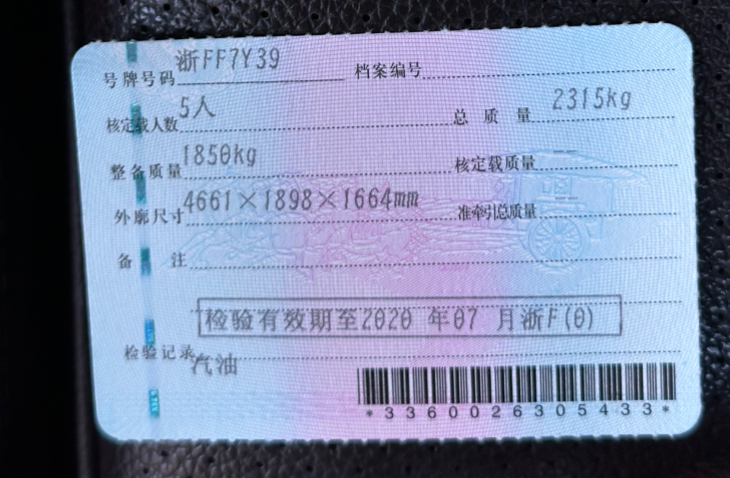 号牌号码 浙FF7Y39 档案编号
核定载人数 5人 总质量 2315kg
整备质量 1850kg 核定载质量
外廓尺寸 4661×1898×1664mm 准牵引总质量
备注
检验有效期至2020年07月浙F(0)
检验记录 汽油
*3360026305433*